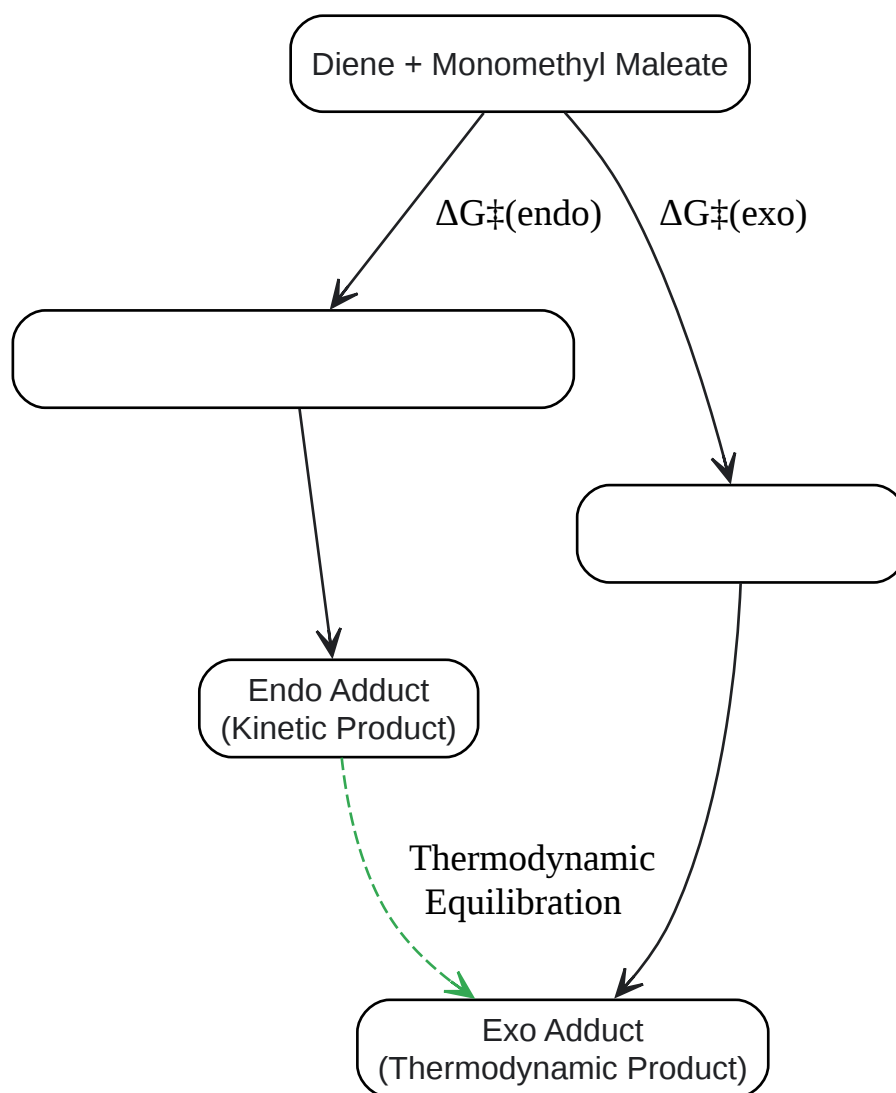 Diene + Monomethyl Maleate
ΔG‡(endo)
ΔG‡(exo)
Endo Adduct
(Kinetic Product)
Thermodynamic
Equilibration
Exo Adduct
(Thermodynamic Product)